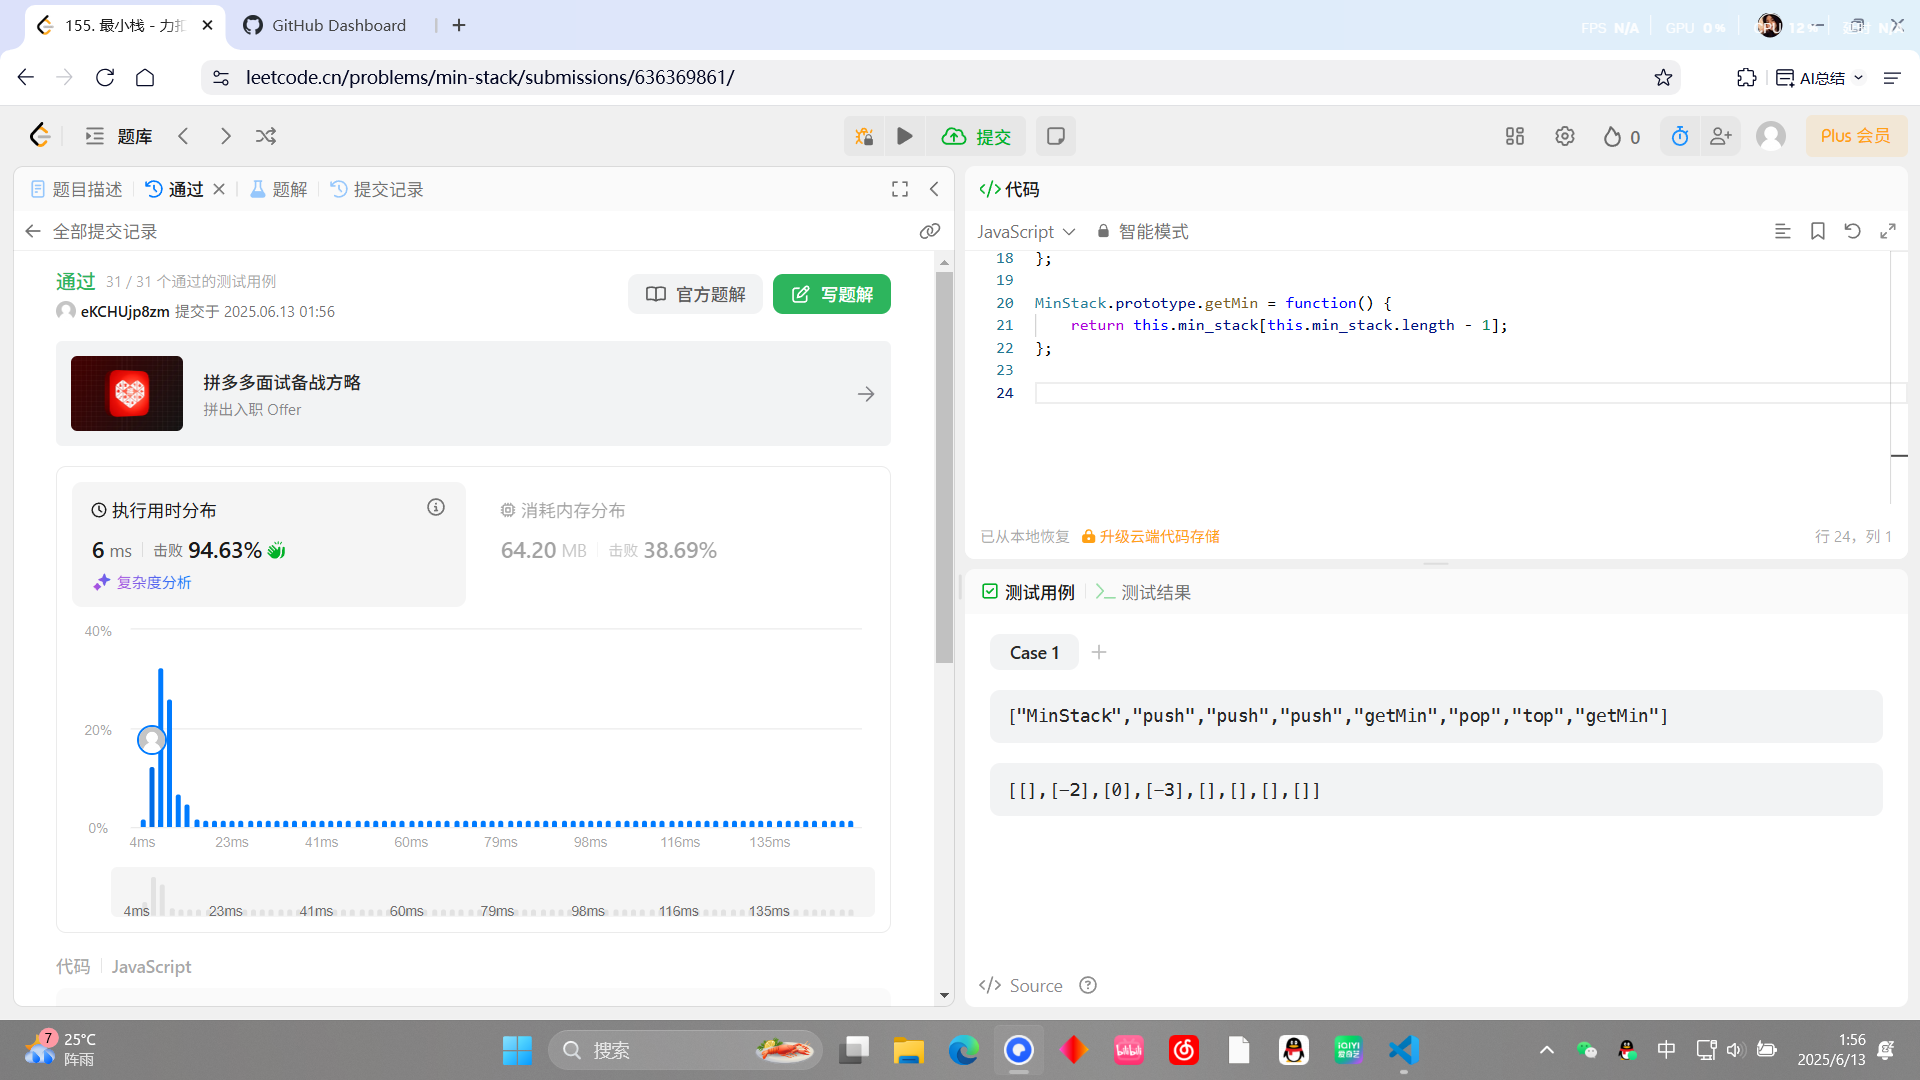 155. 最小栈 - 力扣
GitHub Dashboard
FPS N/A
GPU 0%
CPU 12%
N/A
leetcode.cn/problems/min-stack/submissions/636369861/
AI总结
题库
提交
0
Plus 会员
题目描述
通过
题解
提交记录
全部提交记录
通过 31 / 31 个通过的测试用例
eKCHUjp8zm 提交于 2025.06.13 01:56
官方题解
写题解
拼多多面试备战方略
拼出入职 Offer
执行用时分布
6 ms 击败 94.63%
复杂度分析
消耗内存分布
64.20 MB 击败 38.69%
40%
20%
0%
4ms 23ms 41ms 60ms 79ms 98ms 116ms 135ms
4ms 23ms 41ms 60ms 79ms 98ms 116ms 135ms
代码 JavaScript
</> 代码
JavaScript 智能模式
18 };
19
20 MinStack.prototype.getMin = function() {
21 return this.min_stack[this.min_stack.length - 1];
22 };
23
24
已从本地恢复 升级云端代码存储
行 24，列 1
测试用例
测试结果
Case 1
["MinStack","push","push","push","getMin","pop","top","getMin"]
[[],[-2],[0],[-3],[],[],[],[]]
</> Source
7
25°C
阵雨
搜索
bilibili
iQIYI
爱奇艺
中
1:56
2025/6/13